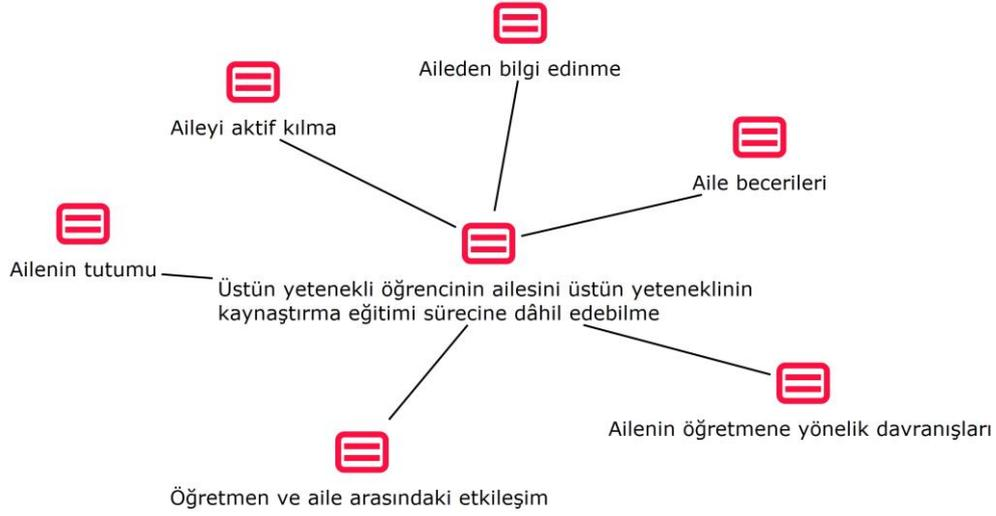 Aileden bilgi edinme
Aileyi aktif kılma
Aile becerileri
Ailenin tutumu
Üstün yetenekli öğrencinin ailesini üstün yeteneklinin
kaynaştırma eğitimi sürecine dâhil edebilme
Ailenin öğretmene yönelik davranışları
Öğretmen ve aile arasındaki etkileşim